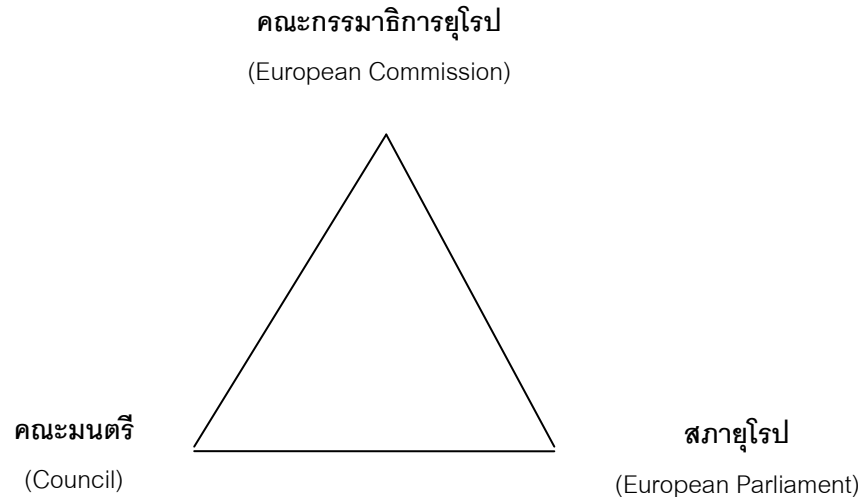 คณะกรรมาธิการยุโรป
(European Commission)
คณะมนตรี
(Council)
สภายุโรป
(European Parliament)